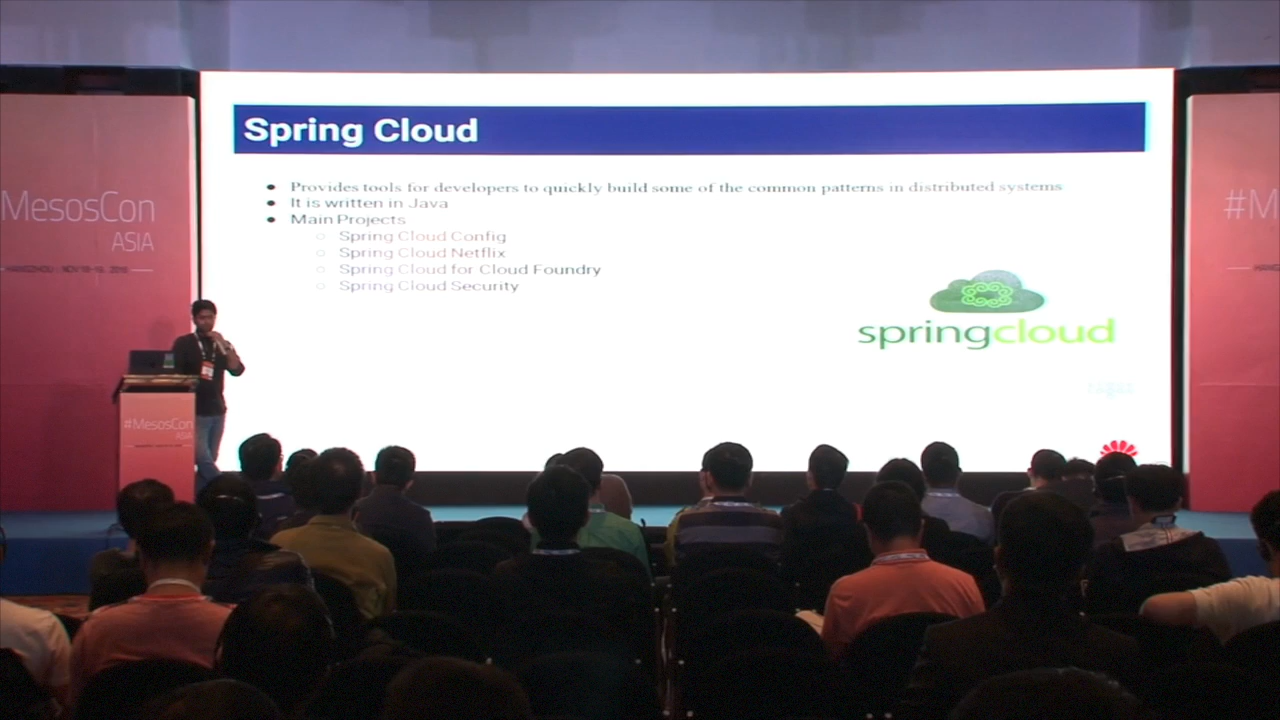 Spring Cloud
● Provides tools for developers to quickly build some of the common patterns in distributed systems
● It is written in Java
● Main Projects
○ Spring Cloud Config
○ Spring Cloud Netflix
○ Spring Cloud for Cloud Foundry
○ Spring Cloud Security
springcloud
MesosCon
ASIA
HANGZHOU
#M
#MesosCon
ASIA